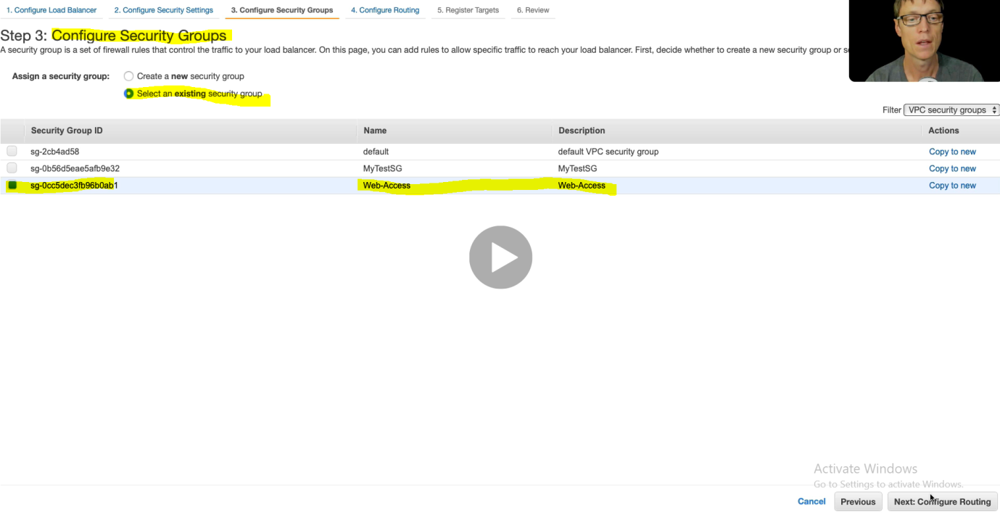 1. Configure Load Balancer 2. Configure Security Settings 3. Configure Security Groups 4. Configure Routing 5. Register Targets 6. Review
Step 3: Configure Security Groups
A security group is a set of firewall rules that control the traffic to your load balancer. On this page, you can add rules to allow specific traffic to reach your load balancer. First, decide whether to create a new security group or
Assign a security group: Create a new security group
Select an existing security group
Filter VPC security groups
Security Group ID Name Description Actions
sg-2cb4ad58 default default VPC security group Copy to new
sg-0b56d5eae5afb9e32 MyTestSG MyTestSG Copy to new
sg-0cc5dec3fb96b0ab1 Web-Access Web-Access Copy to new
Activate Windows
Go to Settings to activate Windows.
Cancel Previous Next: Configure Routing